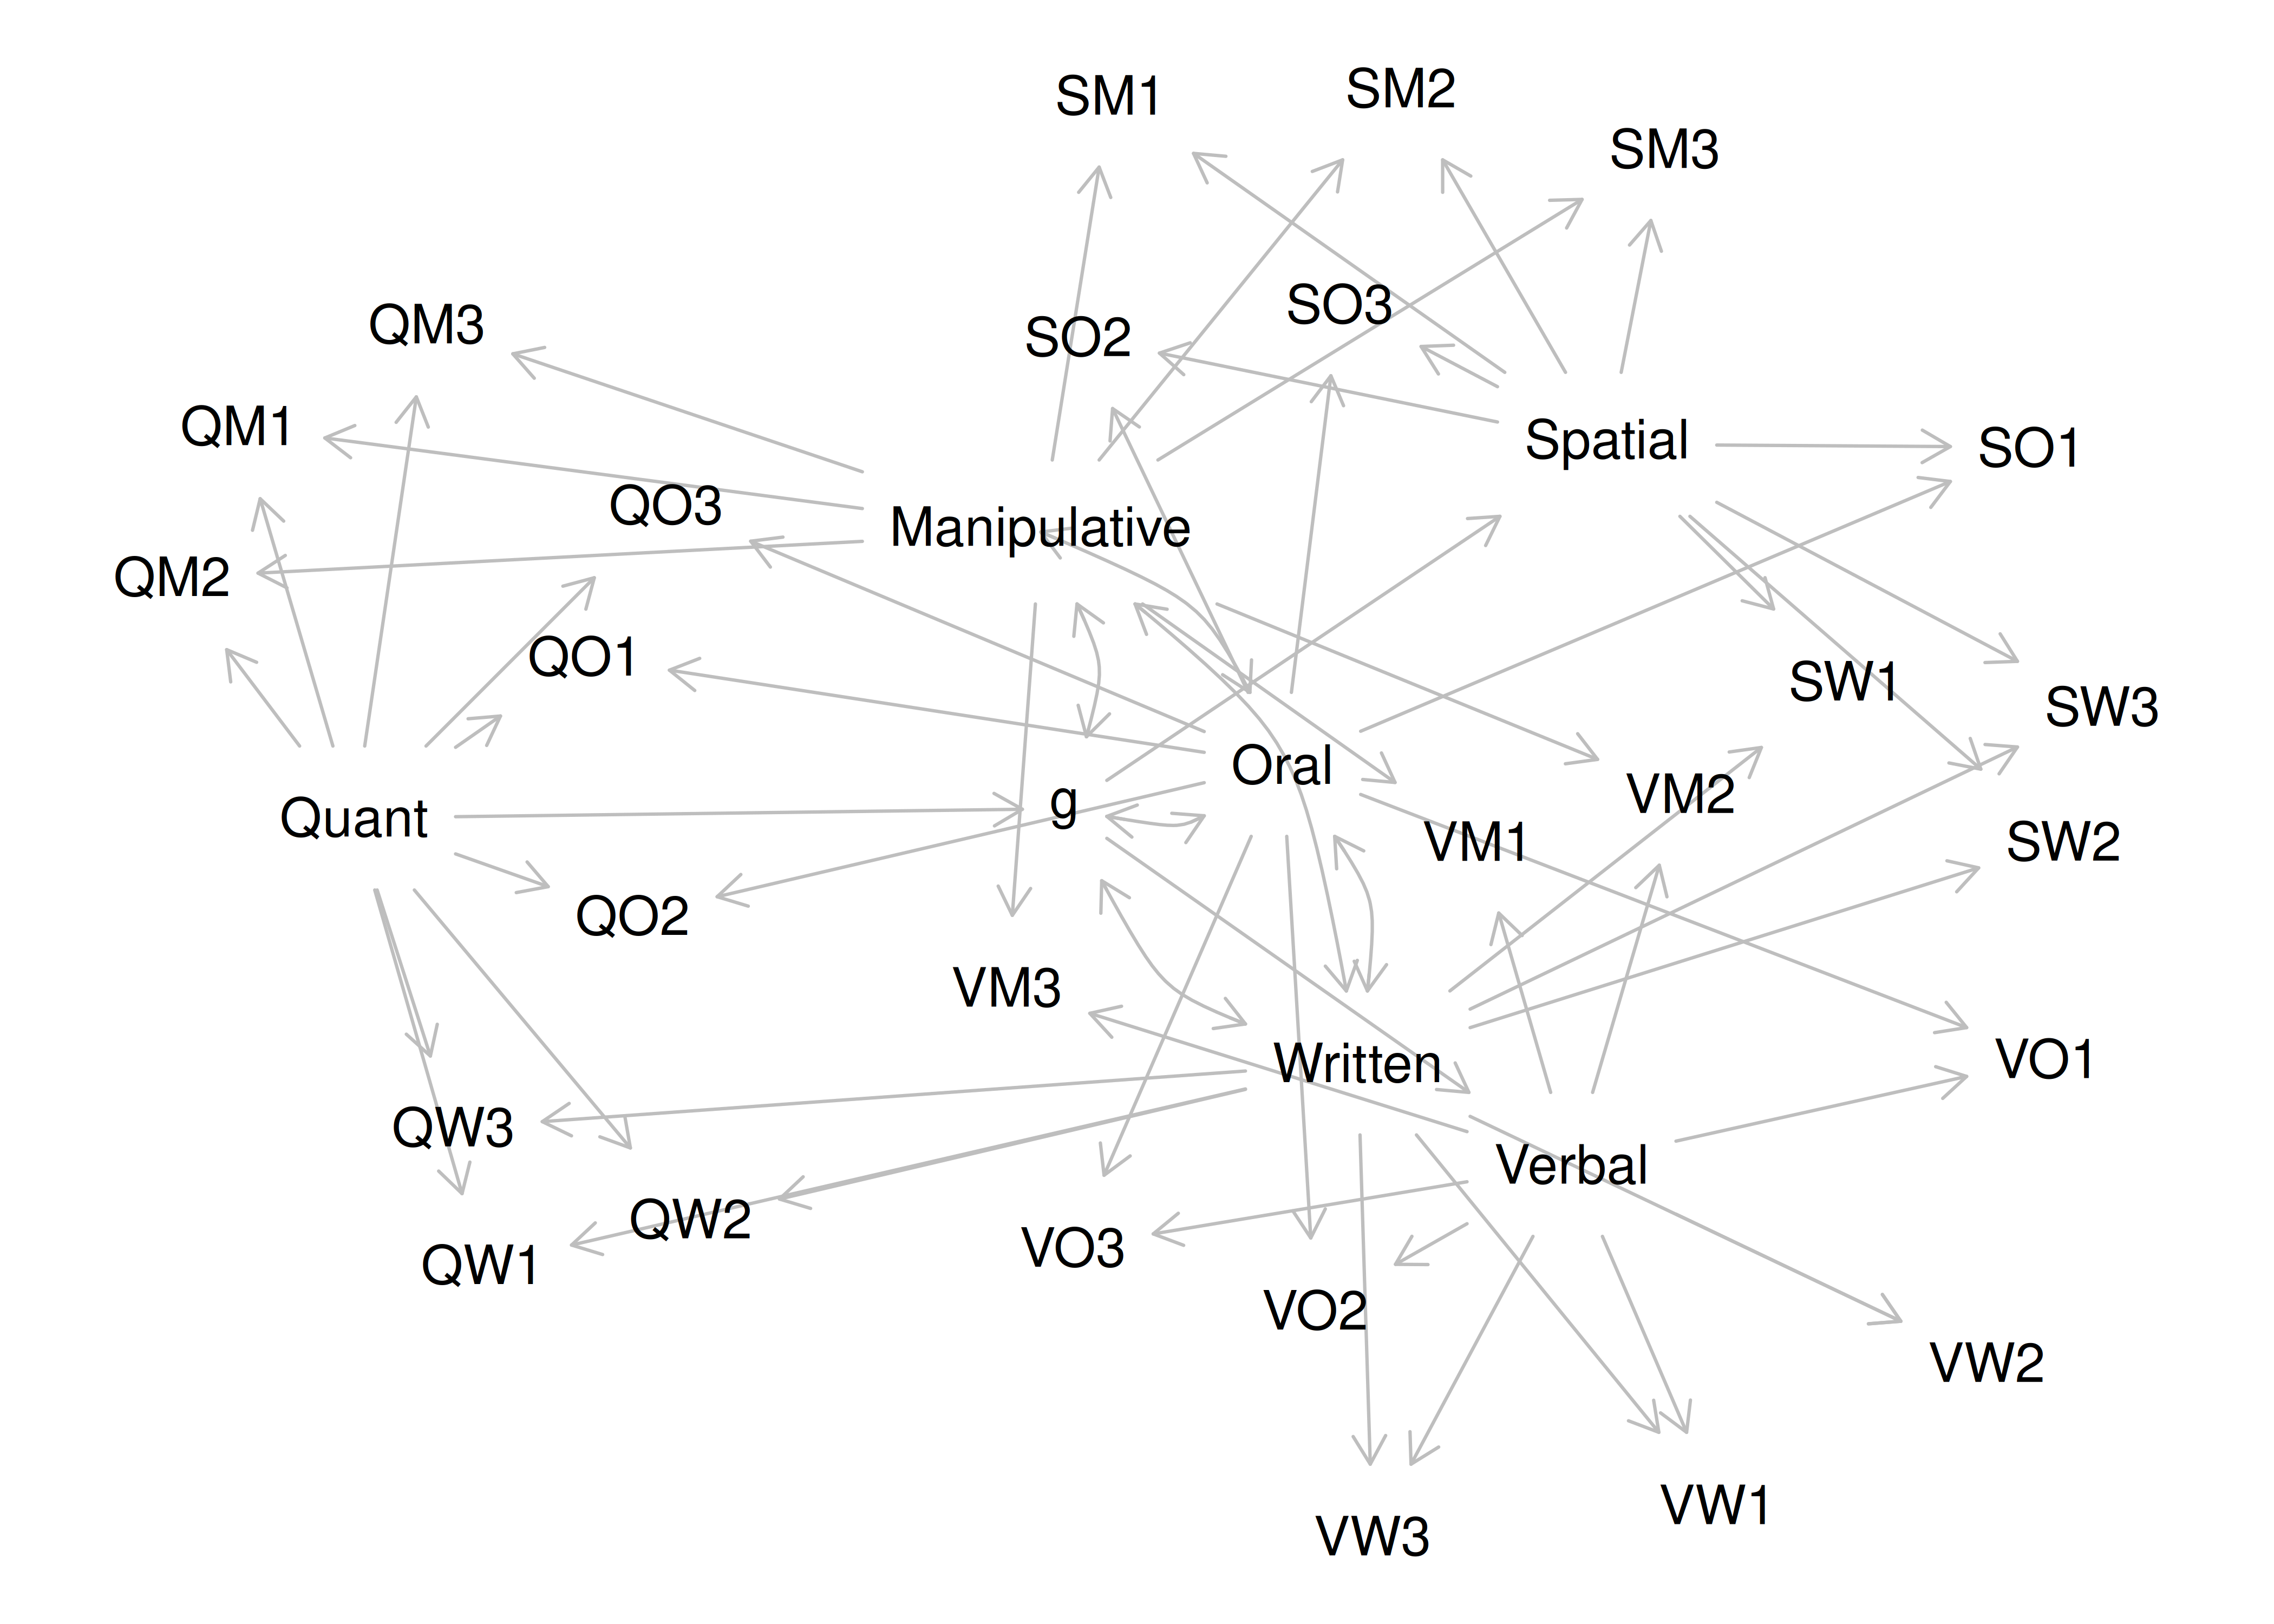 SM1
SM2
SM3
SO3
QM3
SO2
QM1
Spatial
SO1
QO3
Manipulative
QM2
QO1
SW1
SW3
Oral
VM2
g
Quant
VM1
SW2
QO2
VM3
Written
VO1
QW3
Verbal
QW2
VO3
QW1
VO2
VW2
VW1
VW3